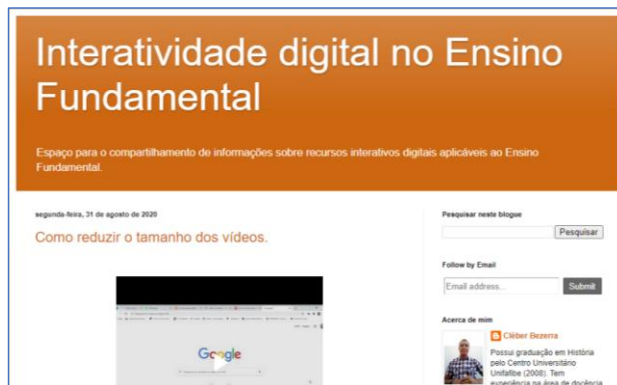 Interatividade digital no Ensino
Fundamental
Espaço para o compartilhamento de informações sobre recursos interativos digitais aplicáveis ao Ensino
Fundamental.
segunda-feira, 31 de agosto de 2020
Como reduzir o tamanho dos vídeos.
Google
Pesquisar neste blogue
Pesquisar
Follow by Email
Email address...
Submit
Acerca de mim
Cléber Bezerra
Possui graduação em História
pelo Centro Universitário
Unifafibe (2008). Tem
experiência na área de docência